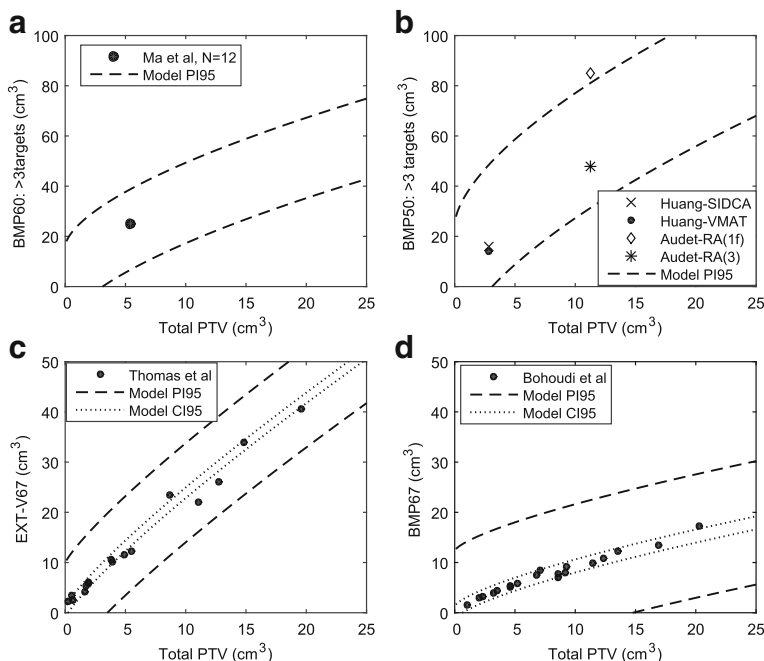 a
Ma et al, N=12
Model PI95
BMP60: >3targets (cm³)
100
80
60
40
20
0
0 5 10 15 20 25
Total PTV (cm³)
b
BMP50: >3 targets (cm³)
100
80
60
40
20
0
Huang-SIDCA
Huang-VMAT
Audet-RA(1f)
Audet-RA(3)
Model PI95
0 5 10 15 20 25
Total PTV (cm³)
c
Thomas et al
Model PI95
Model CI95
EXT-V67 (cm³)
50
40
30
20
10
0
0 5 10 15 20 25
Total PTV (cm³)
d
Bohoudi et al
Model PI95
Model CI95
BMP67 (cm³)
50
40
30
20
10
0
0 5 10 15 20 25
Total PTV (cm³)